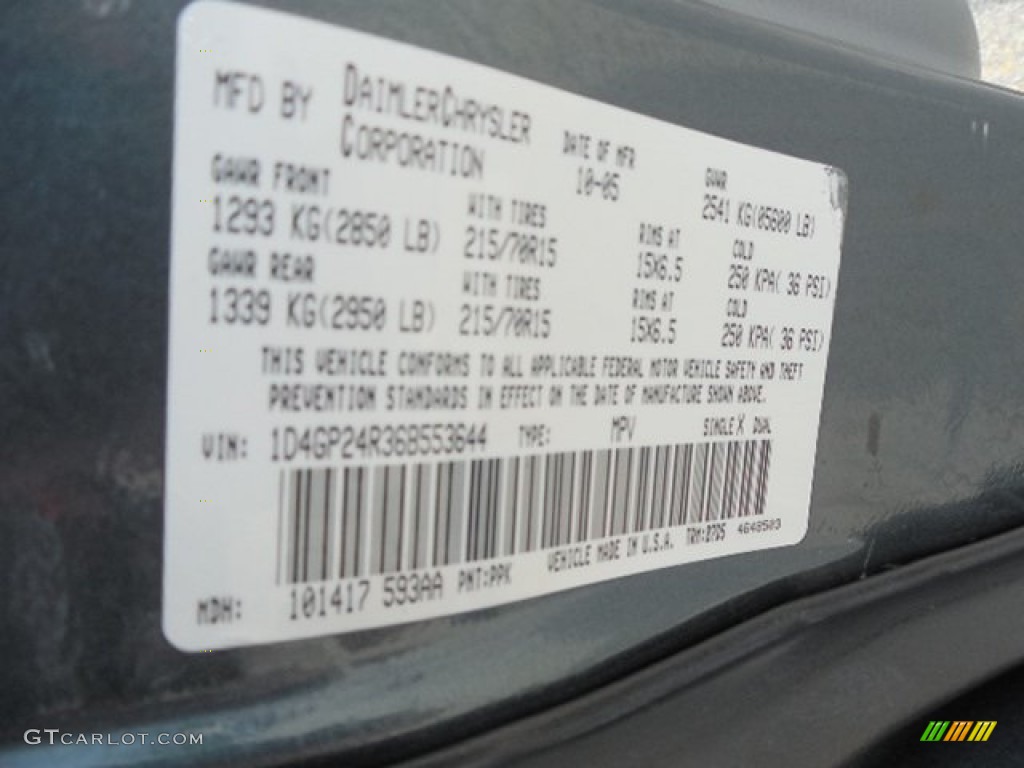 MFD BY DAIMLERCHRYSLER CORPORATION
DATE OF MFR 10-05
GVWR 2541 KG(05600 LB)
GAWR FRONT 1293 KG(2850 LB)
WITH TIRES 215/70R15
RIMS AT 15X6.5
COLD 250 KPA( 36 PSI)
GAWR REAR 1339 KG(2950 LB)
WITH TIRES 215/70R15
RIMS AT 15X6.5
COLD 250 KPA( 36 PSI)
THIS VEHICLE CONFORMS TO ALL APPLICABLE FEDERAL MOTOR VEHICLE SAFETY AND THEFT
PREVENTION STANDARDS IN EFFECT ON THE DATE OF MANUFACTURE SHOWN ABOVE.
VIN: 1D4GP24R36B553644 TYPE: MPV SINGLE X DUAL
MDH: 101417 593AA PNT:PPK VEHICLE MADE IN U.S.A. TRM:D7D5 4648503
GTCARLOT.COM